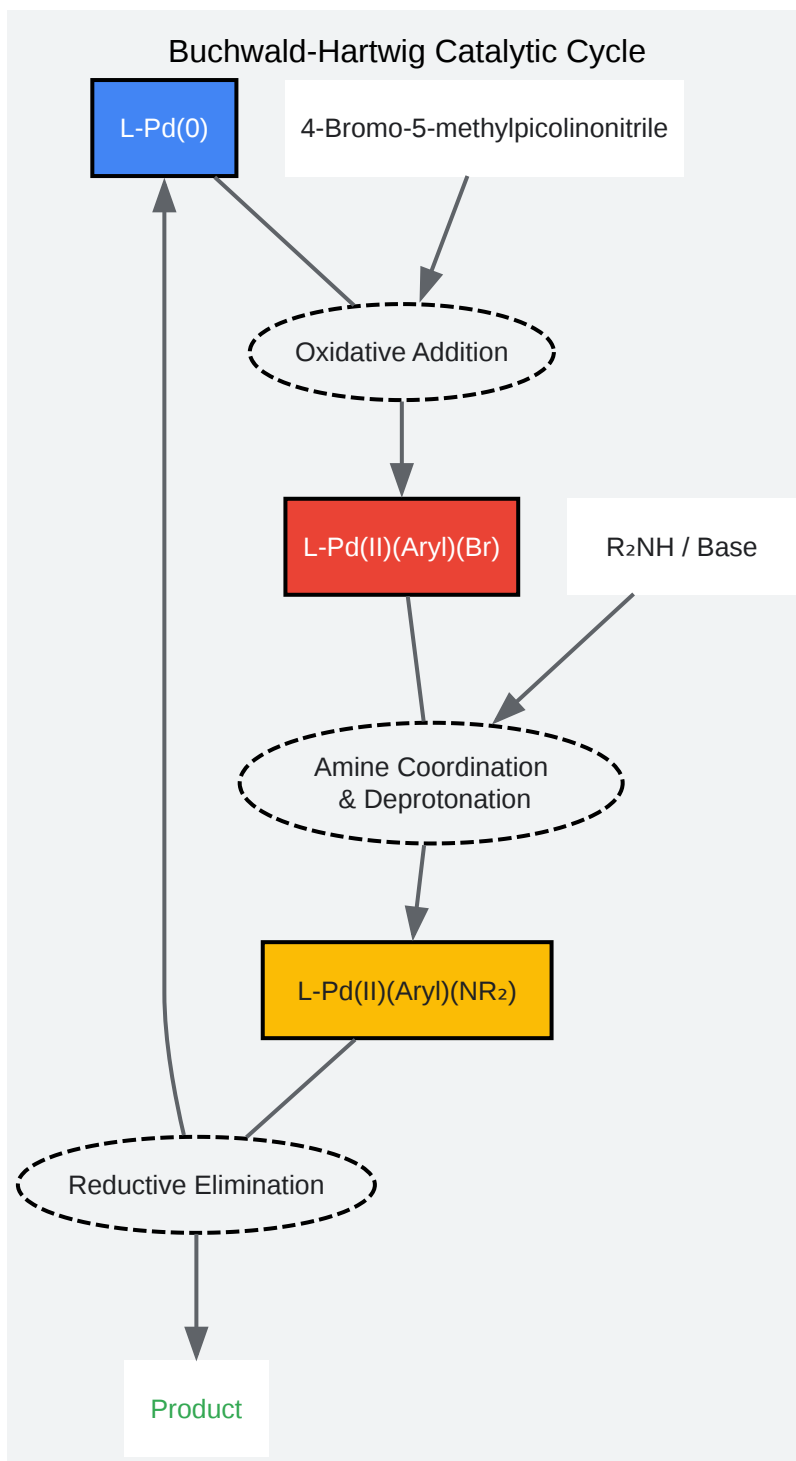 Buchwald-Hartwig Catalytic Cycle
L-Pd(0)
4-Bromo-5-methylpicolinonitrile
Oxidative Addition
L-Pd(II)(Aryl)(Br)
R₂NH / Base
Amine Coordination
& Deprotonation
L-Pd(II)(Aryl)(NR₂)
Reductive Elimination
Product